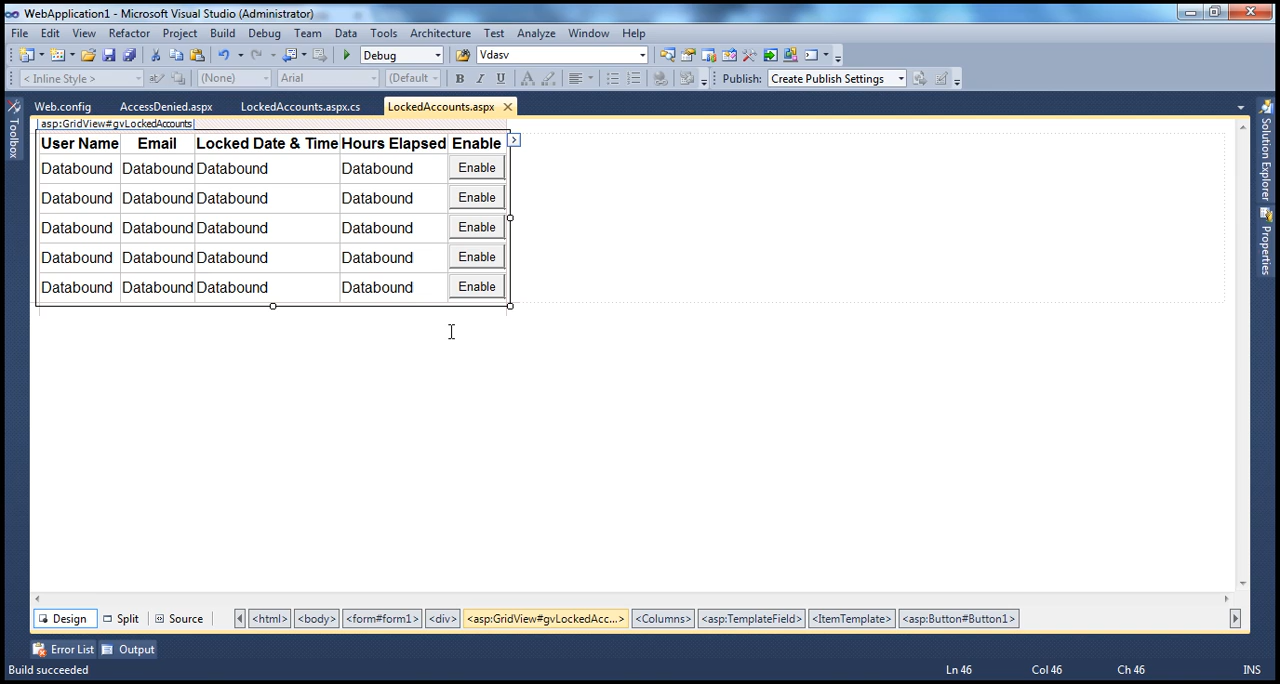 WebApplication1 - Microsoft Visual Studio (Administrator)
File Edit View Refactor Project Build Debug Team Data Tools Architecture Test Analyze Window Help
Debug Vdasv
< Inline Style > (None) Arial (Default B I U A Publish: Create Publish Settings
Web.config AccessDenied.aspx LockedAccounts.aspx.cs LockedAccounts.aspx
Toolbox
asp:GridView#gvLockedAccounts
User Name Email Locked Date & Time Hours Elapsed Enable
Databound Databound Databound Databound Enable
Databound Databound Databound Databound Enable
Databound Databound Databound Databound Enable
Databound Databound Databound Databound Enable
Databound Databound Databound Databound Enable
Solution Explorer
Properties
Design Split Source <html> <body> <form#form1> <div> <asp:GridView#gvLockedAcc...> <Columns> <asp:TemplateField> <ItemTemplate> <asp:Button#Button1>
Error List Output
Build succeeded Ln 46 Col 46 Ch 46 INS